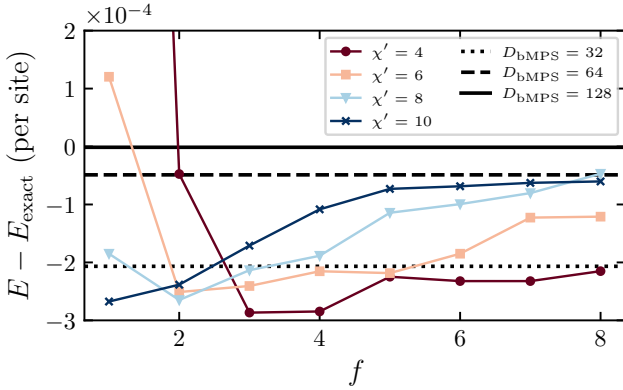 ×10⁻⁴
2
1
0
−1
−2
−3
E − E_exact (per site)
χ′ = 4
χ′ = 6
χ′ = 8
χ′ = 10
D_bMPS = 32
D_bMPS = 64
D_bMPS = 128
2 4 6 8
f